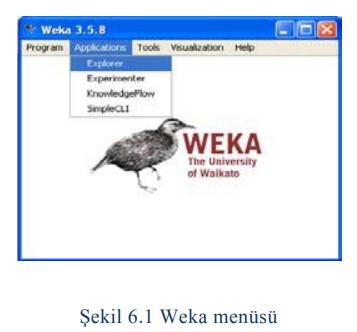 Weka 3.5.8
Program Applications Tools Visualization Help
Explorer
Experimenter
KnowledgeFlow
SimpleCLI
WEKA
The University
of Waikato
Şekil 6.1 Weka menüsü